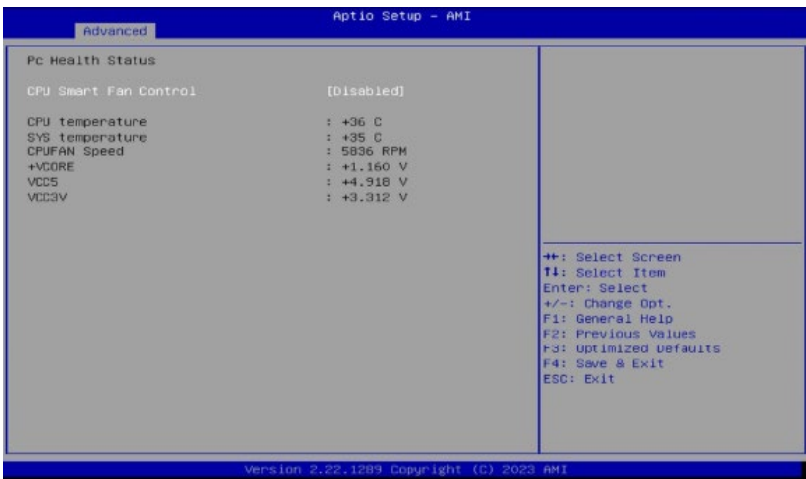 Aptio Setup - AMI
Advanced
Pc Health Status
CPU Smart Fan Control [Disabled]
CPU temperature : +36 C
SYS temperature : +35 C
CPUFAN Speed : 5836 RPM
+VCORE : +1.160 V
VCC5 : +4.918 V
VCC3V : +3.312 V
→←: Select Screen
↑↓: Select Item
Enter: Select
+/-: Change Opt.
F1: General Help
F2: Previous Values
F3: Optimized Defaults
F4: Save & Exit
ESC: Exit
Version 2.22.1289 Copyright (C) 2023 AMI